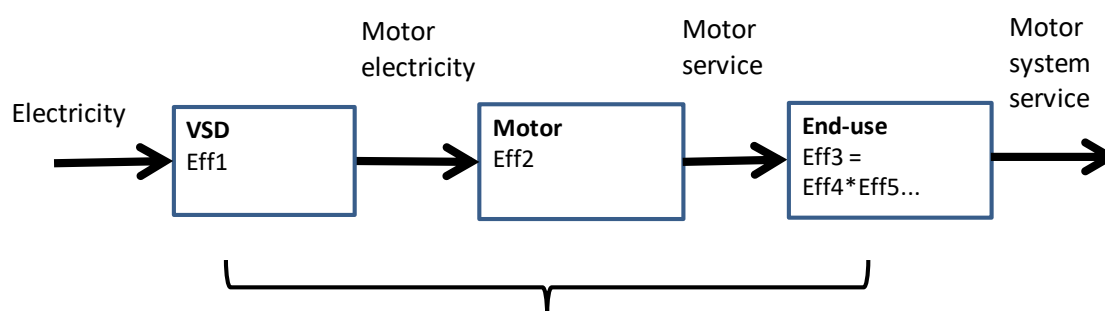 Electricity
VSD
Eff1
Motor
electricity
Motor
Eff2
Motor
service
End-use
Eff3 =
Eff4*Eff5...
Motor
system
service